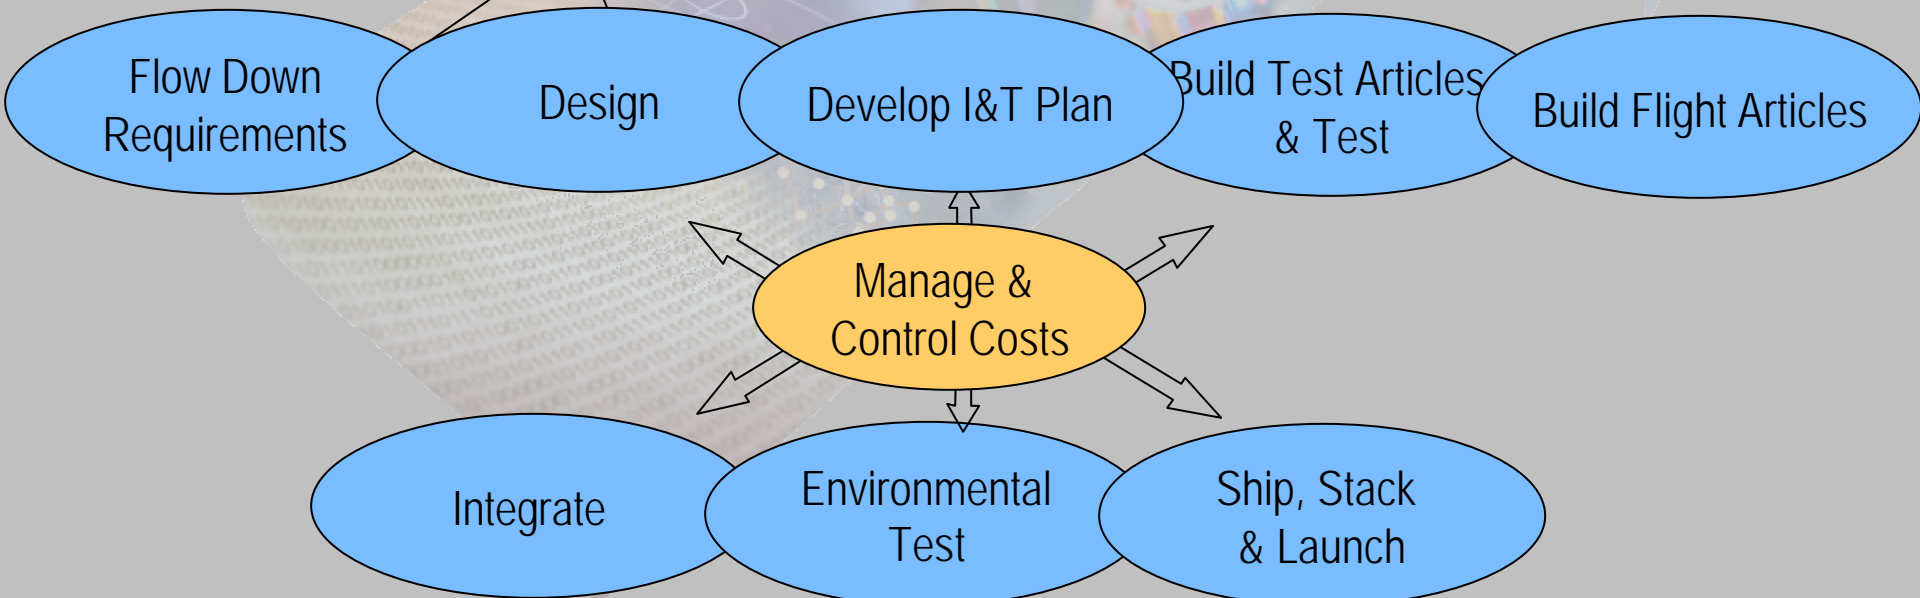 Flow Down
Requirements
Design
Develop I&T Plan
Build Test Articles
& Test
Build Flight Articles
Manage &
Control Costs
Integrate
Environmental
Test
Ship, Stack
& Launch